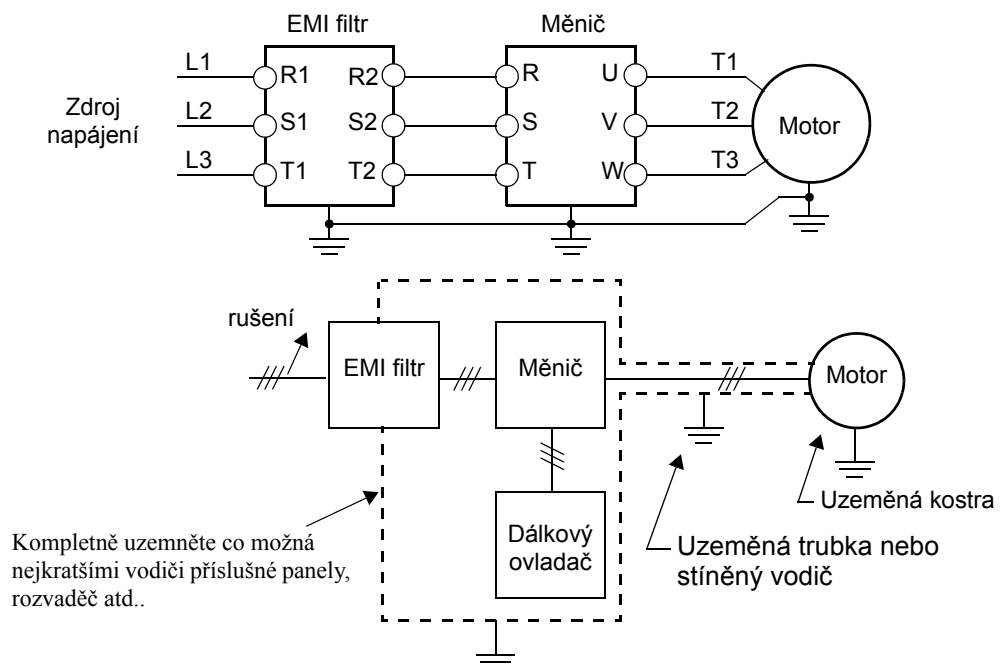 EMI filtr
Měnič
Zdroj
napájení
L1
R1
R2
R
U
T1
L2
S1
S2
S
V
T2
Motor
L3
T1
T2
T
W
T3
rušení
EMI filtr
Měnič
Motor
Dálkový
ovladač
Uzeměná kostra
Uzeměná trubka nebo
stíněný vodič
Kompletně uzemněte co možná
nejkratšími vodiči příslušné panely,
rozvaděč atd..